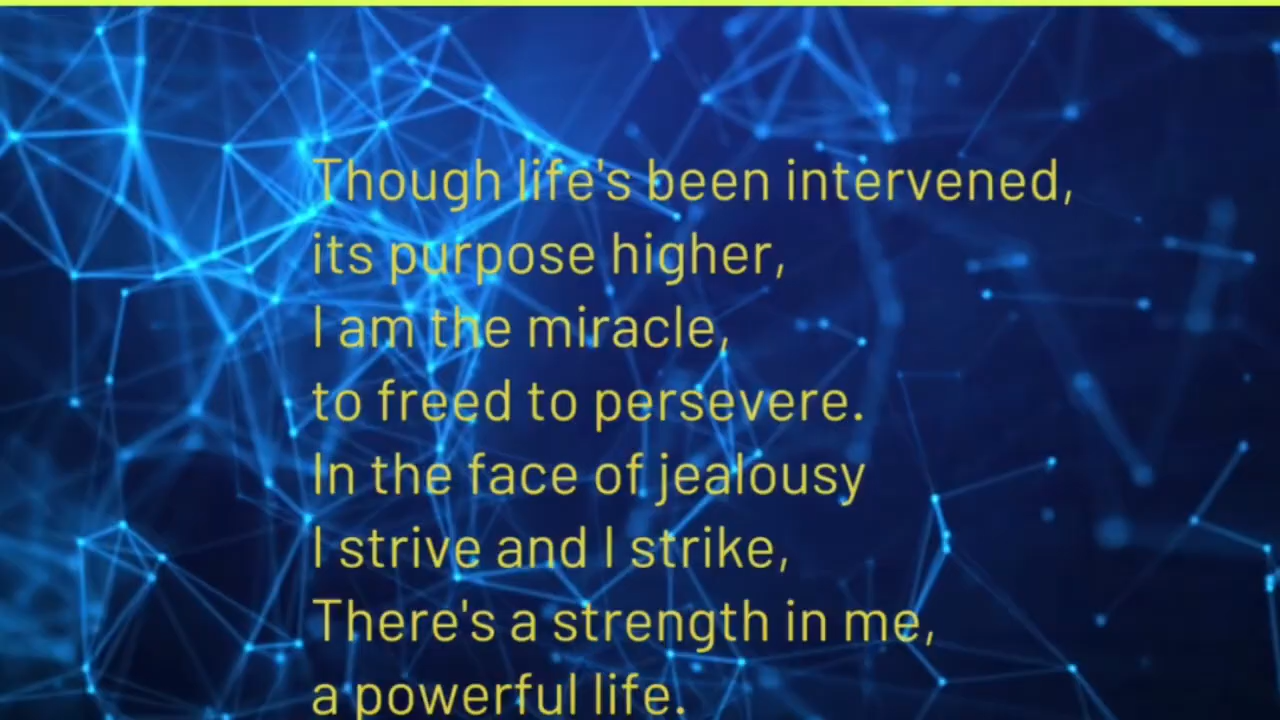 Though life's been intervened,
its purpose higher,
I am the miracle,
to freed to persevere.
In the face of jealousy
I strive and I strike,
There's a strength in me,
a powerful life.